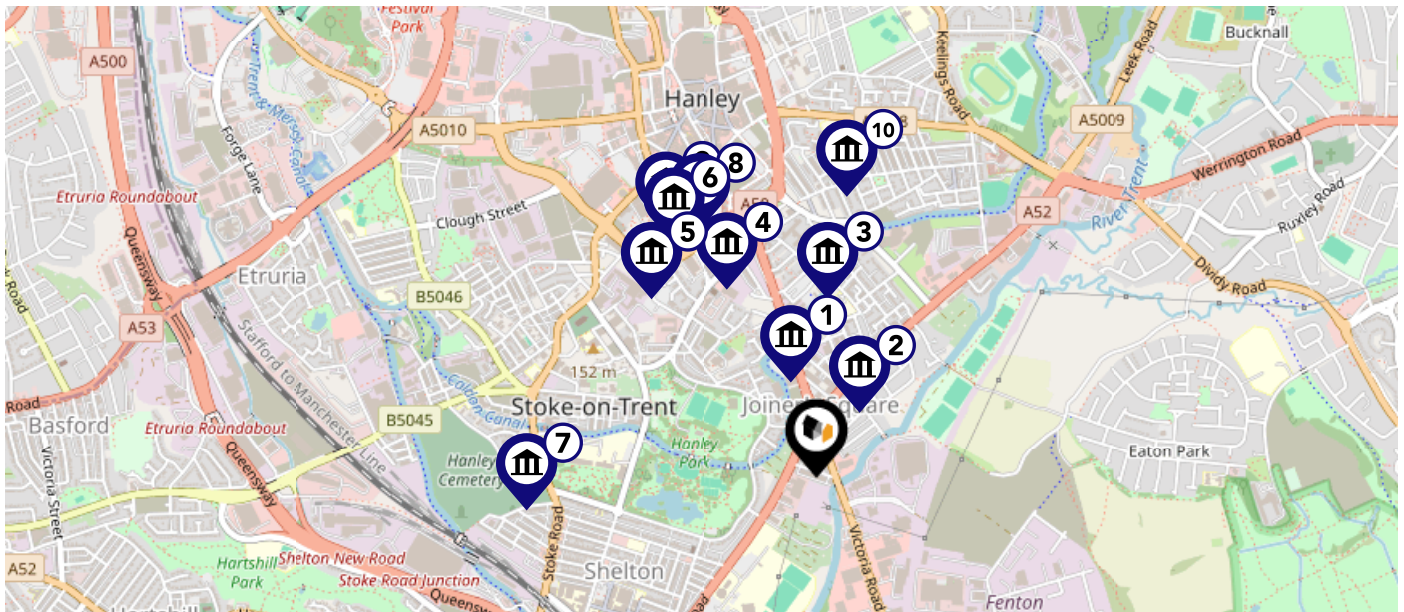 Festival
Park
A500
Keelings Road
Leek Road
Bucknall
Hanley
A5010
A5009
10
Trent & Mersey Canal
Forge Lane
Werrington Road
8
6
Etruria Roundabout
Clough Street
A52
River Trent
Ruxley Road
5
4
3
Queensway
Etruria
B5046
Dividy Road
A53
1
2
Stafford to Manchester Line
152 m
Caldon Canal
Road
Stoke-on-Trent
B5045
Basford
Etruria Roundabout
Hanley
Park
Eaton Park
7
Hanley
Cemetery
Victoria Street
Queensway
Stoke Road
Victoria Road
Shelton New Road
Hartshill
Park
A52
Stoke Road Junction
Shelton
Queensway
Fenton